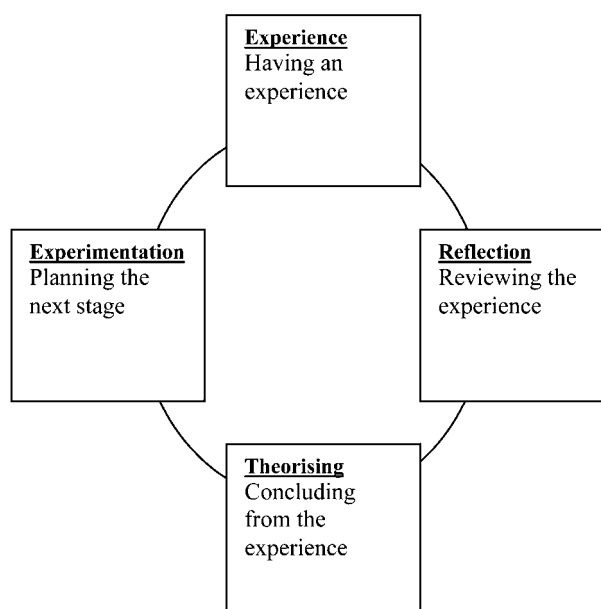 Experience
Having an
experience
Experimentation
Planning the
next stage
Reflection
Reviewing the
experience
Theorising
Concluding
from the
experience